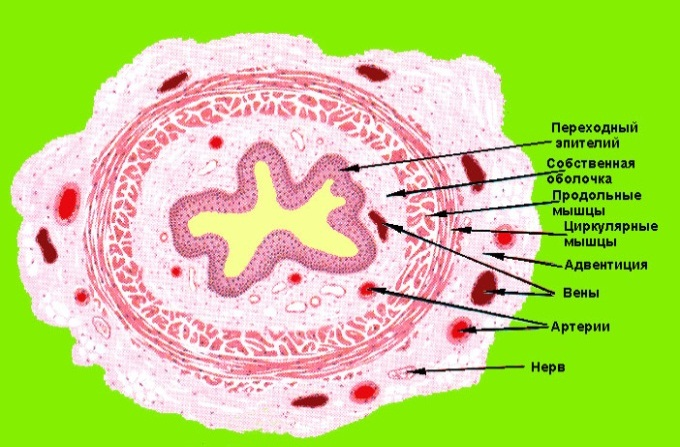 Переходный
эпителий
Собственная
оболочка
Продольные
мышцы
Циркулярные
мышцы
Адвентиция
Вены
Артерии
Нерв